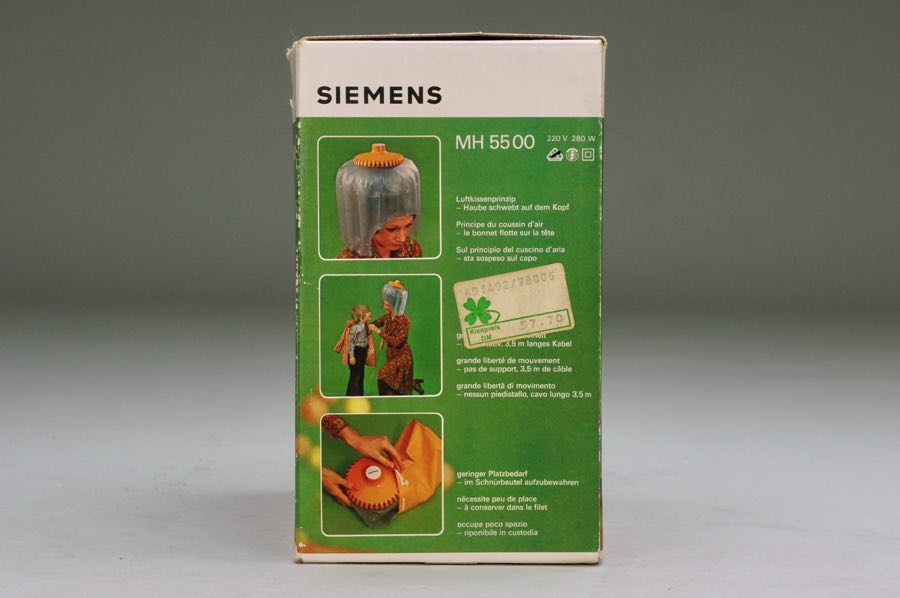 SIEMENS
MH 5500
220 V 280 W
Luftkissenprinzip
– Haube schwebt auf dem Kopf
Principe du coussin d'air
– le bonnet flotte sur la tête
Sul principio del cuscino d'aria
– sta sospeso sul capo
491402/78006
Kleepreis
DM
57.70
3,5 m langes Kabel
grande liberté de mouvement
– pas de support, 3,5 m de câble
grande libertà di movimento
– nessun piedistallo, cavo lungo 3,5 m
geringer Platzbedarf
– im Schnürbeutel aufzubewahren
nécessite peu de place
– à conserver dans le filet
occupa poco spazio
– riponibile in custodia